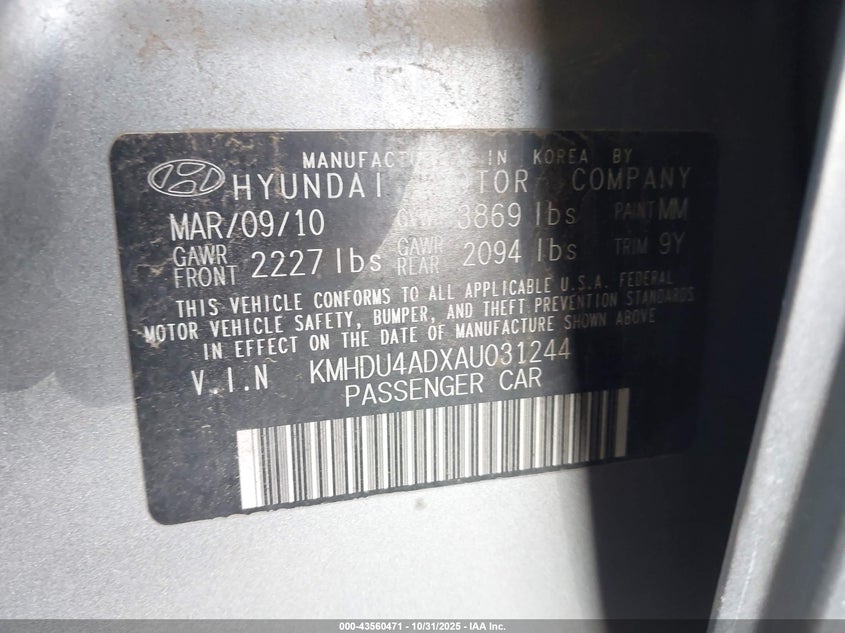 MANUFACTURED IN KOREA BY
HYUNDAI MOTOR COMPANY
MAR/09/10 GVWR 3869 lbs PAINT MM
GAWR FRONT 2227 lbs GAWR REAR 2094 lbs TRIM 9Y
THIS VEHICLE CONFORMS TO ALL APPLICABLE U.S.A. FEDERAL
MOTOR VEHICLE SAFETY, BUMPER, AND THEFT PREVENTION STANDARDS
IN EFFECT ON THE DATE OF MANUFACTURE SHOWN ABOVE
V.I.N KMHDU4ADXAU031244
PASSENGER CAR
000-43560471 - 10/31/2025 - IAA Inc.